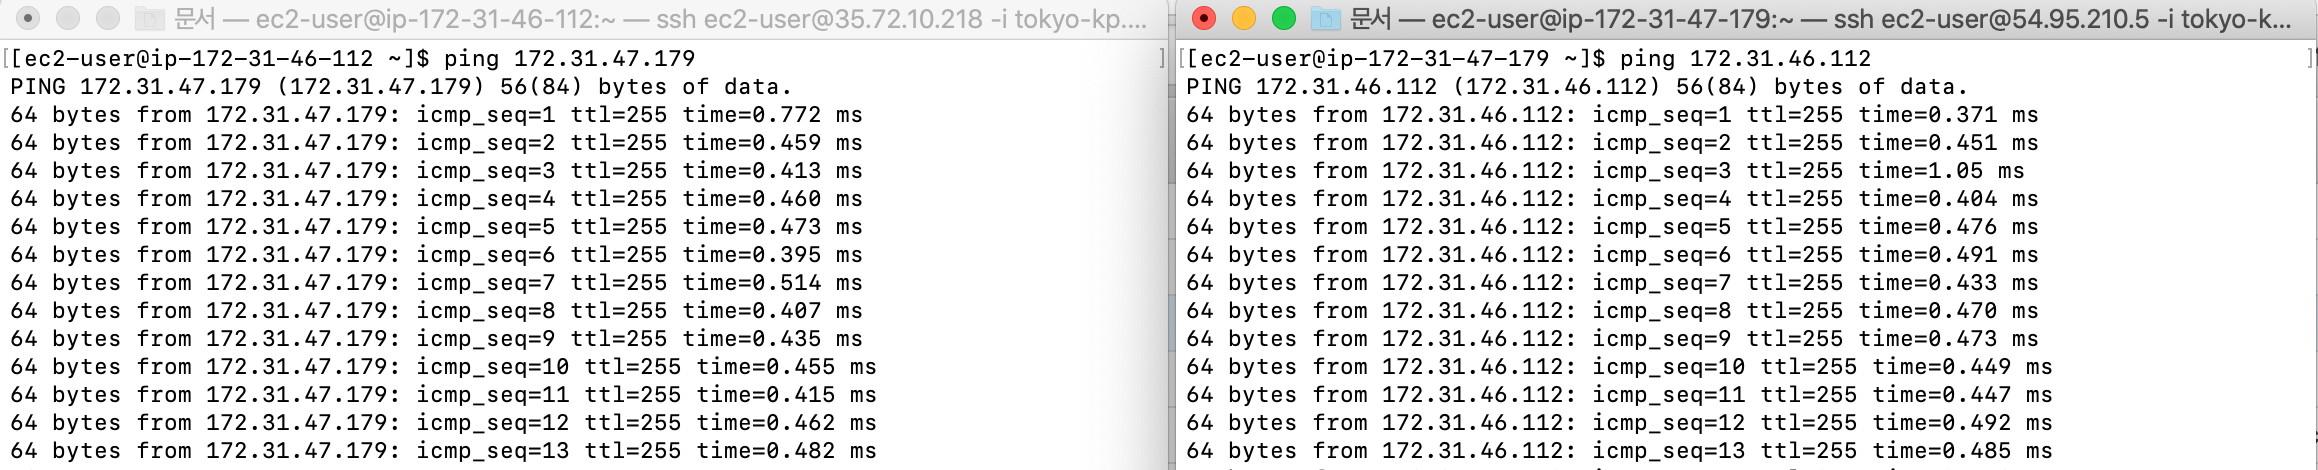 문서 — ec2-user@ip-172-31-46-112:~ — ssh ec2-user@35.72.10.218 -i tokyo-kp....
[ec2-user@ip-172-31-46-112 ~]$ ping 172.31.47.179
PING 172.31.47.179 (172.31.47.179) 56(84) bytes of data.
64 bytes from 172.31.47.179: icmp_seq=1 ttl=255 time=0.772 ms
64 bytes from 172.31.47.179: icmp_seq=2 ttl=255 time=0.459 ms
64 bytes from 172.31.47.179: icmp_seq=3 ttl=255 time=0.413 ms
64 bytes from 172.31.47.179: icmp_seq=4 ttl=255 time=0.460 ms
64 bytes from 172.31.47.179: icmp_seq=5 ttl=255 time=0.473 ms
64 bytes from 172.31.47.179: icmp_seq=6 ttl=255 time=0.395 ms
64 bytes from 172.31.47.179: icmp_seq=7 ttl=255 time=0.514 ms
64 bytes from 172.31.47.179: icmp_seq=8 ttl=255 time=0.407 ms
64 bytes from 172.31.47.179: icmp_seq=9 ttl=255 time=0.435 ms
64 bytes from 172.31.47.179: icmp_seq=10 ttl=255 time=0.455 ms
64 bytes from 172.31.47.179: icmp_seq=11 ttl=255 time=0.415 ms
64 bytes from 172.31.47.179: icmp_seq=12 ttl=255 time=0.462 ms
64 bytes from 172.31.47.179: icmp_seq=13 ttl=255 time=0.482 ms
문서 — ec2-user@ip-172-31-47-179:~ — ssh ec2-user@54.95.210.5 -i tokyo-k...
[ec2-user@ip-172-31-47-179 ~]$ ping 172.31.46.112
PING 172.31.46.112 (172.31.46.112) 56(84) bytes of data.
64 bytes from 172.31.46.112: icmp_seq=1 ttl=255 time=0.371 ms
64 bytes from 172.31.46.112: icmp_seq=2 ttl=255 time=0.451 ms
64 bytes from 172.31.46.112: icmp_seq=3 ttl=255 time=1.05 ms
64 bytes from 172.31.46.112: icmp_seq=4 ttl=255 time=0.404 ms
64 bytes from 172.31.46.112: icmp_seq=5 ttl=255 time=0.476 ms
64 bytes from 172.31.46.112: icmp_seq=6 ttl=255 time=0.491 ms
64 bytes from 172.31.46.112: icmp_seq=7 ttl=255 time=0.433 ms
64 bytes from 172.31.46.112: icmp_seq=8 ttl=255 time=0.470 ms
64 bytes from 172.31.46.112: icmp_seq=9 ttl=255 time=0.473 ms
64 bytes from 172.31.46.112: icmp_seq=10 ttl=255 time=0.449 ms
64 bytes from 172.31.46.112: icmp_seq=11 ttl=255 time=0.447 ms
64 bytes from 172.31.46.112: icmp_seq=12 ttl=255 time=0.492 ms
64 bytes from 172.31.46.112: icmp_seq=13 ttl=255 time=0.485 ms